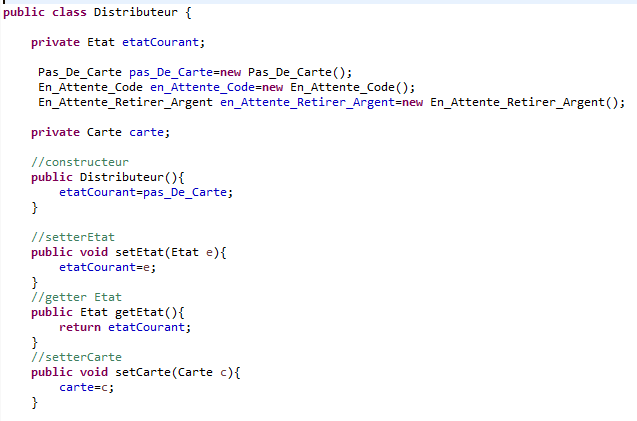 public class Distributeur {
private Etat etatCourant;
Pas_De_Carte pas_De_Carte=new Pas_De_Carte();
En_Attente_Code en_Attente_Code=new En_Attente_Code();
En_Attente_Retirer_Argent en_Attente_Retirer_Argent=new En_Attente_Retirer_Argent();
private Carte carte;
//constructeur
public Distributeur(){
etatCourant=pas_De_Carte;
}
//setterEtat
public void setEtat(Etat e){
etatCourant=e;
}
//getter Etat
public Etat getEtat(){
return etatCourant;
}
//setterCarte
public void setCarte(Carte c){
carte=c;
}